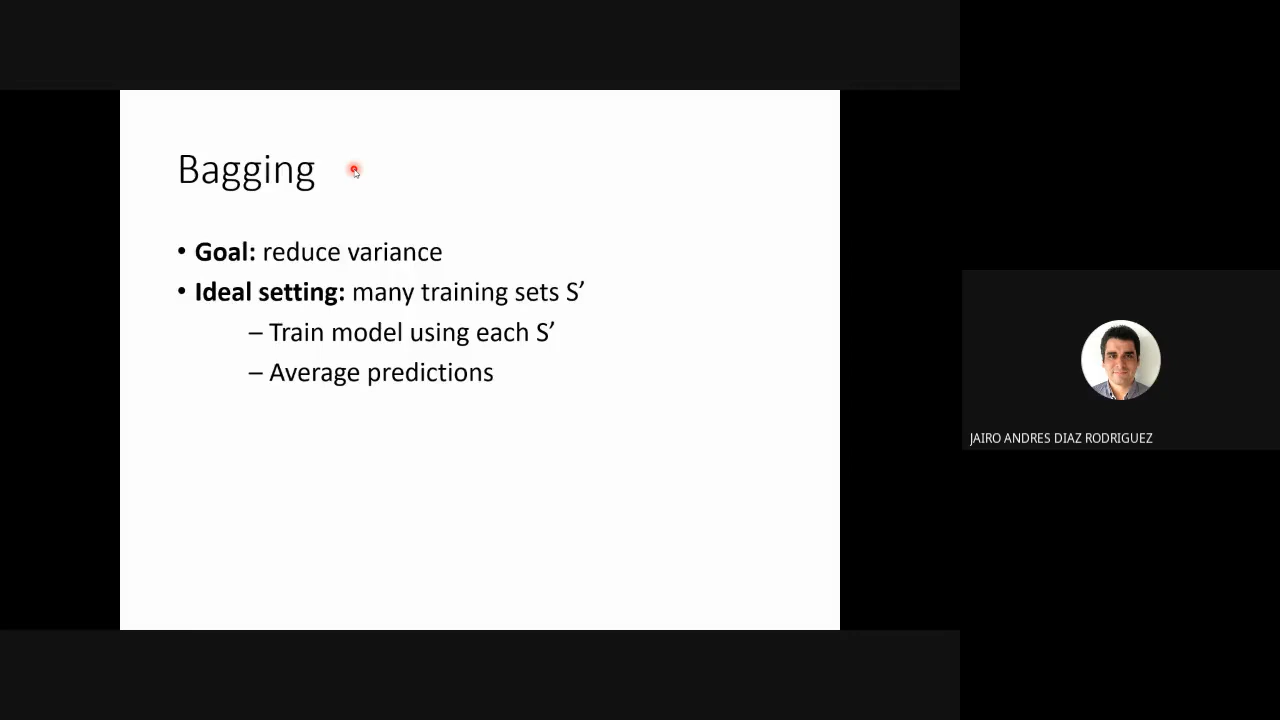 Bagging
• Goal: reduce variance
• Ideal setting: many training sets S’
– Train model using each S’
– Average predictions
JAIRO ANDRES DIAZ RODRIGUEZ